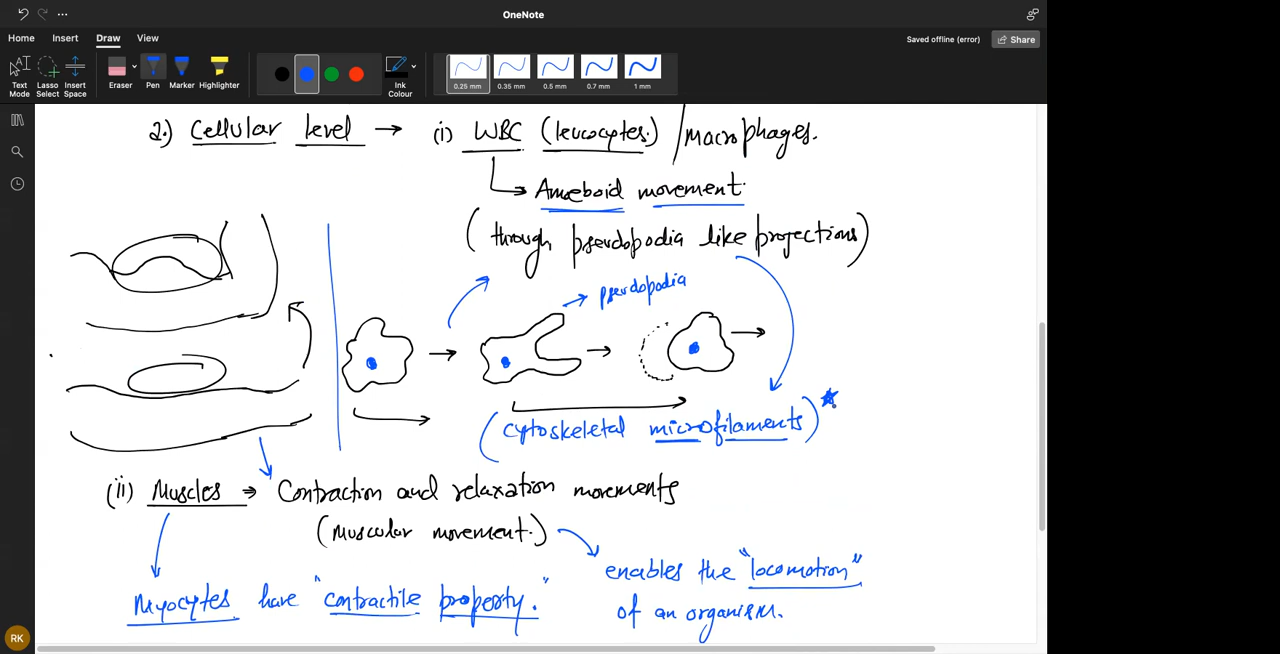 OneNote
Home Insert Draw View
Saved offline (error) Share
Text Mode
Lasso Select
Insert Space
Eraser
Pen
Marker
Highlighter
Ink Colour
0.25 mm
0.35 mm
0.5 mm
0.7 mm
1 mm
2.) Cellular level → (i) WBC (leucocytes.) / macrophages.
Amoeboid movement.
(through pseudopodia like projections)
→ pseudopodia
(cytoskeletal microfilaments)
(ii) Muscles ⇒ Contraction and relaxation movements
(muscular movement.)
enables the "locomotion"
of an organism.
Myocytes have "contractile property."
RK